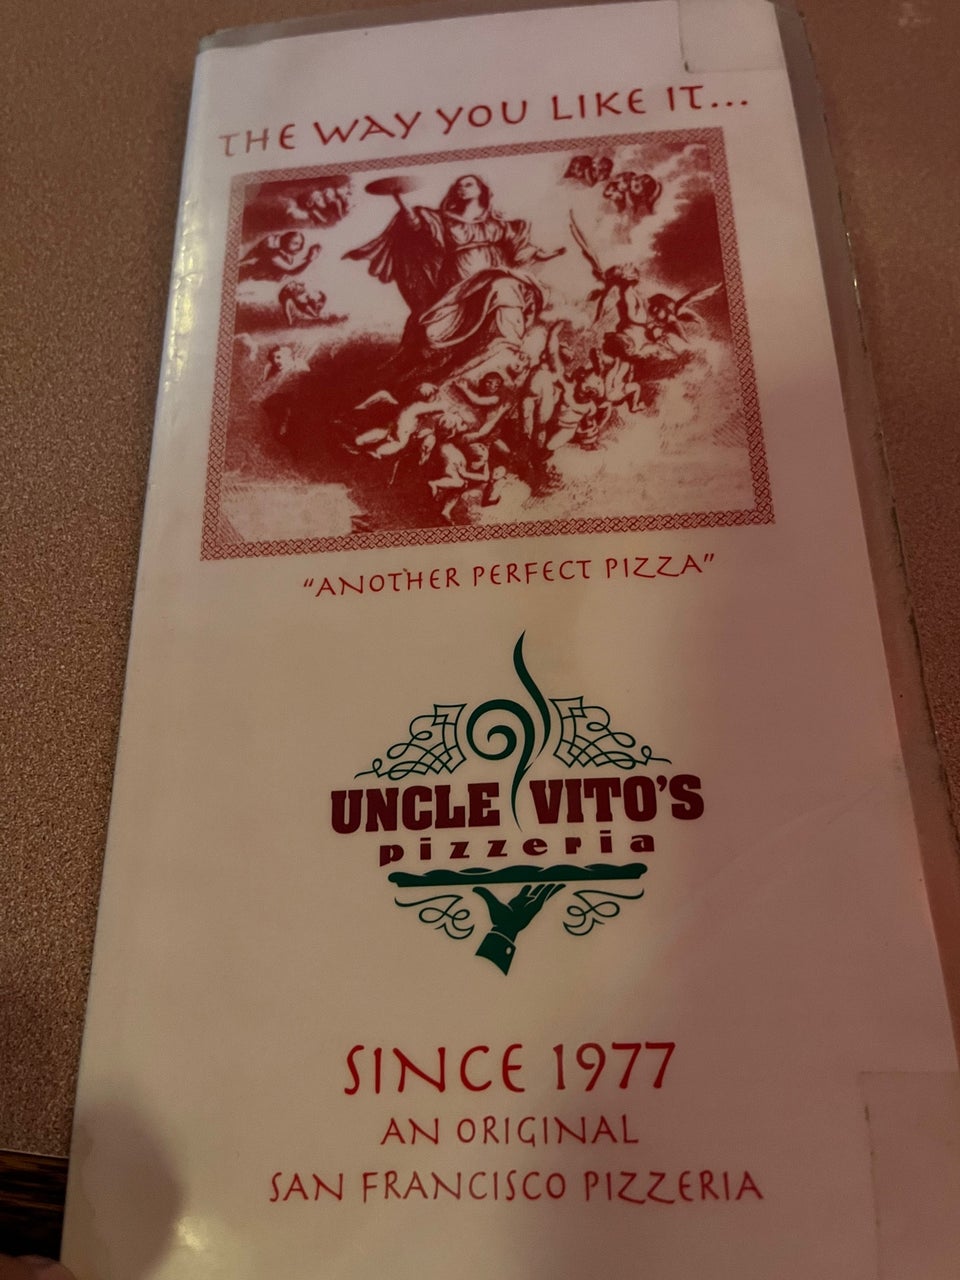 THE WAY YOU LIKE IT...
"ANOTHER PERFECT PIZZA"
UNCLE VITO'S
pizzeria
SINCE 1977
AN ORIGINAL
SAN FRANCISCO PIZZERIA